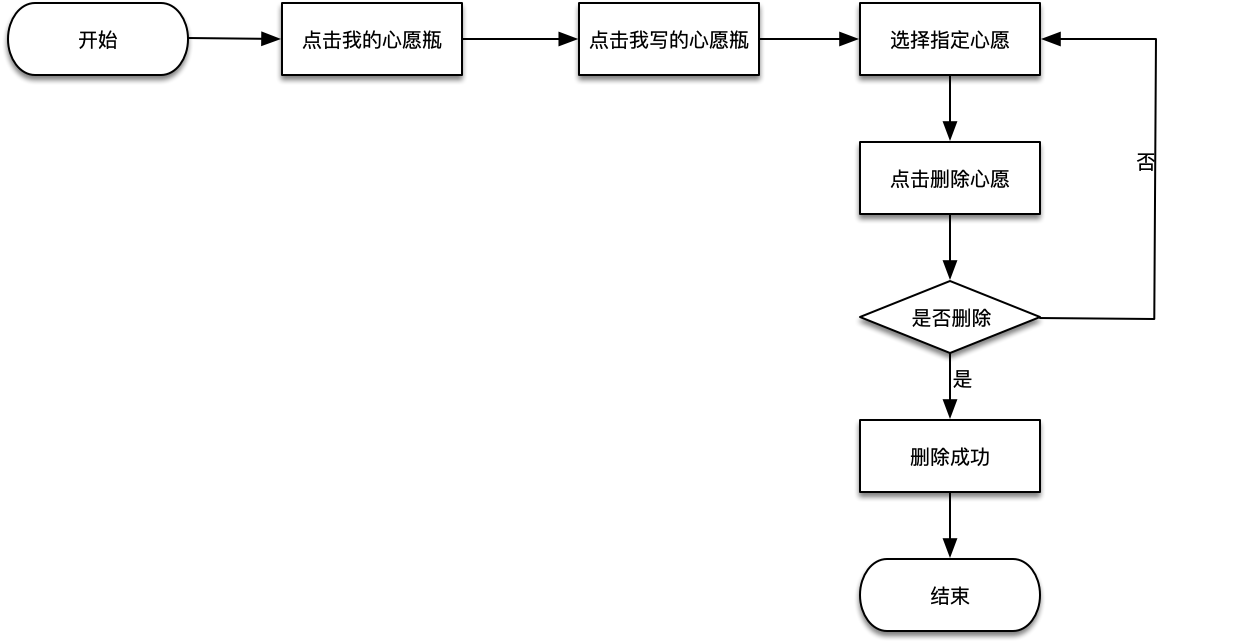 开始
点击我的心愿瓶
点击我写的心愿瓶
选择指定心愿
点击删除心愿
否
是否删除
是
删除成功
结束